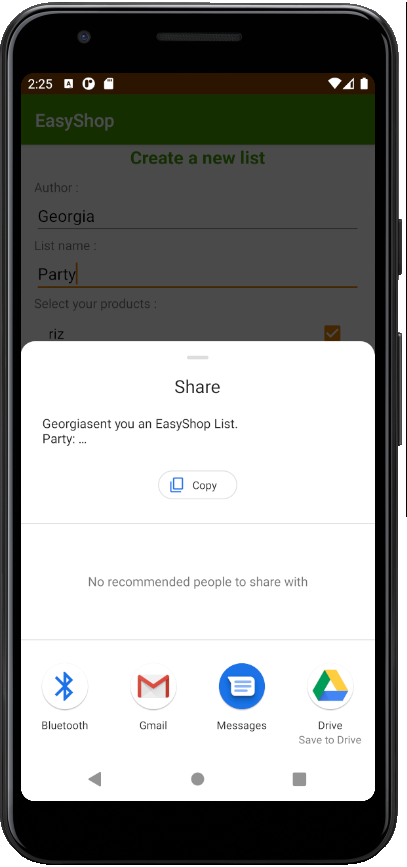 2:25
EasyShop
Create a new list
Author :
Georgia
List name :
Party
Select your products :
riz
Share
Georgiasent you an EasyShop List.
Party: ...
Copy
No recommended people to share with
Bluetooth
Gmail
Messages
Drive
Save to Drive